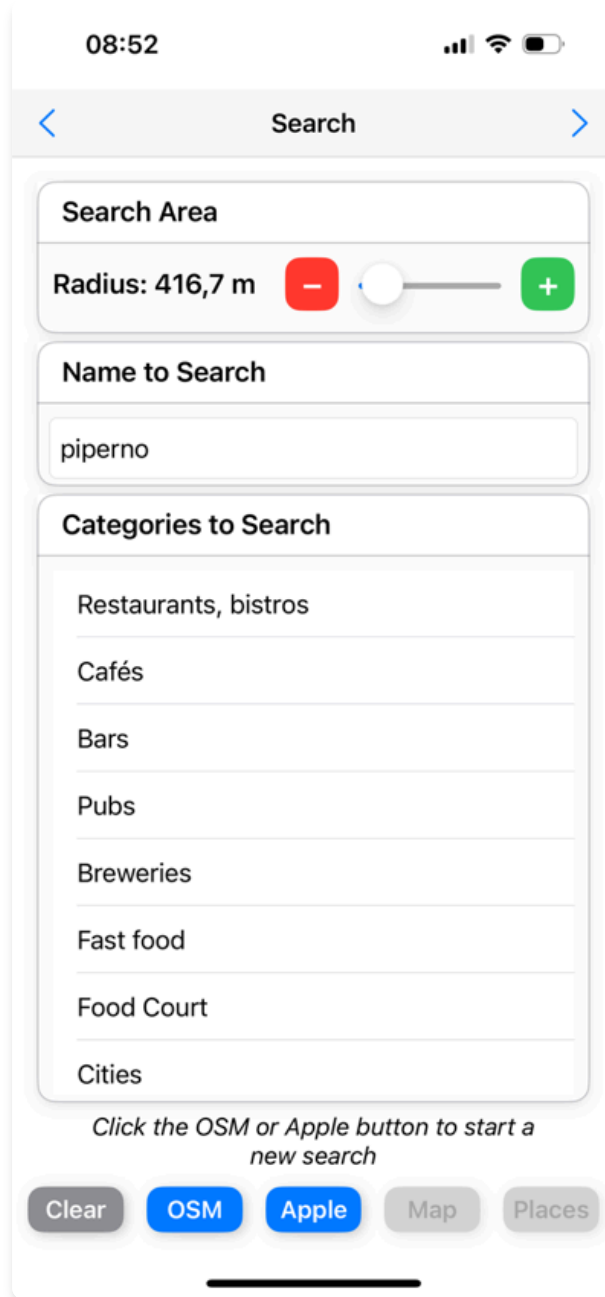 08:52
Search
Search Area
Radius: 416,7 m
−
+
Name to Search
piperno
Categories to Search
Restaurants, bistros
Cafés
Bars
Pubs
Breweries
Fast food
Food Court
Cities
Click the OSM or Apple button to start a
new search
Clear OSM Apple Map Places